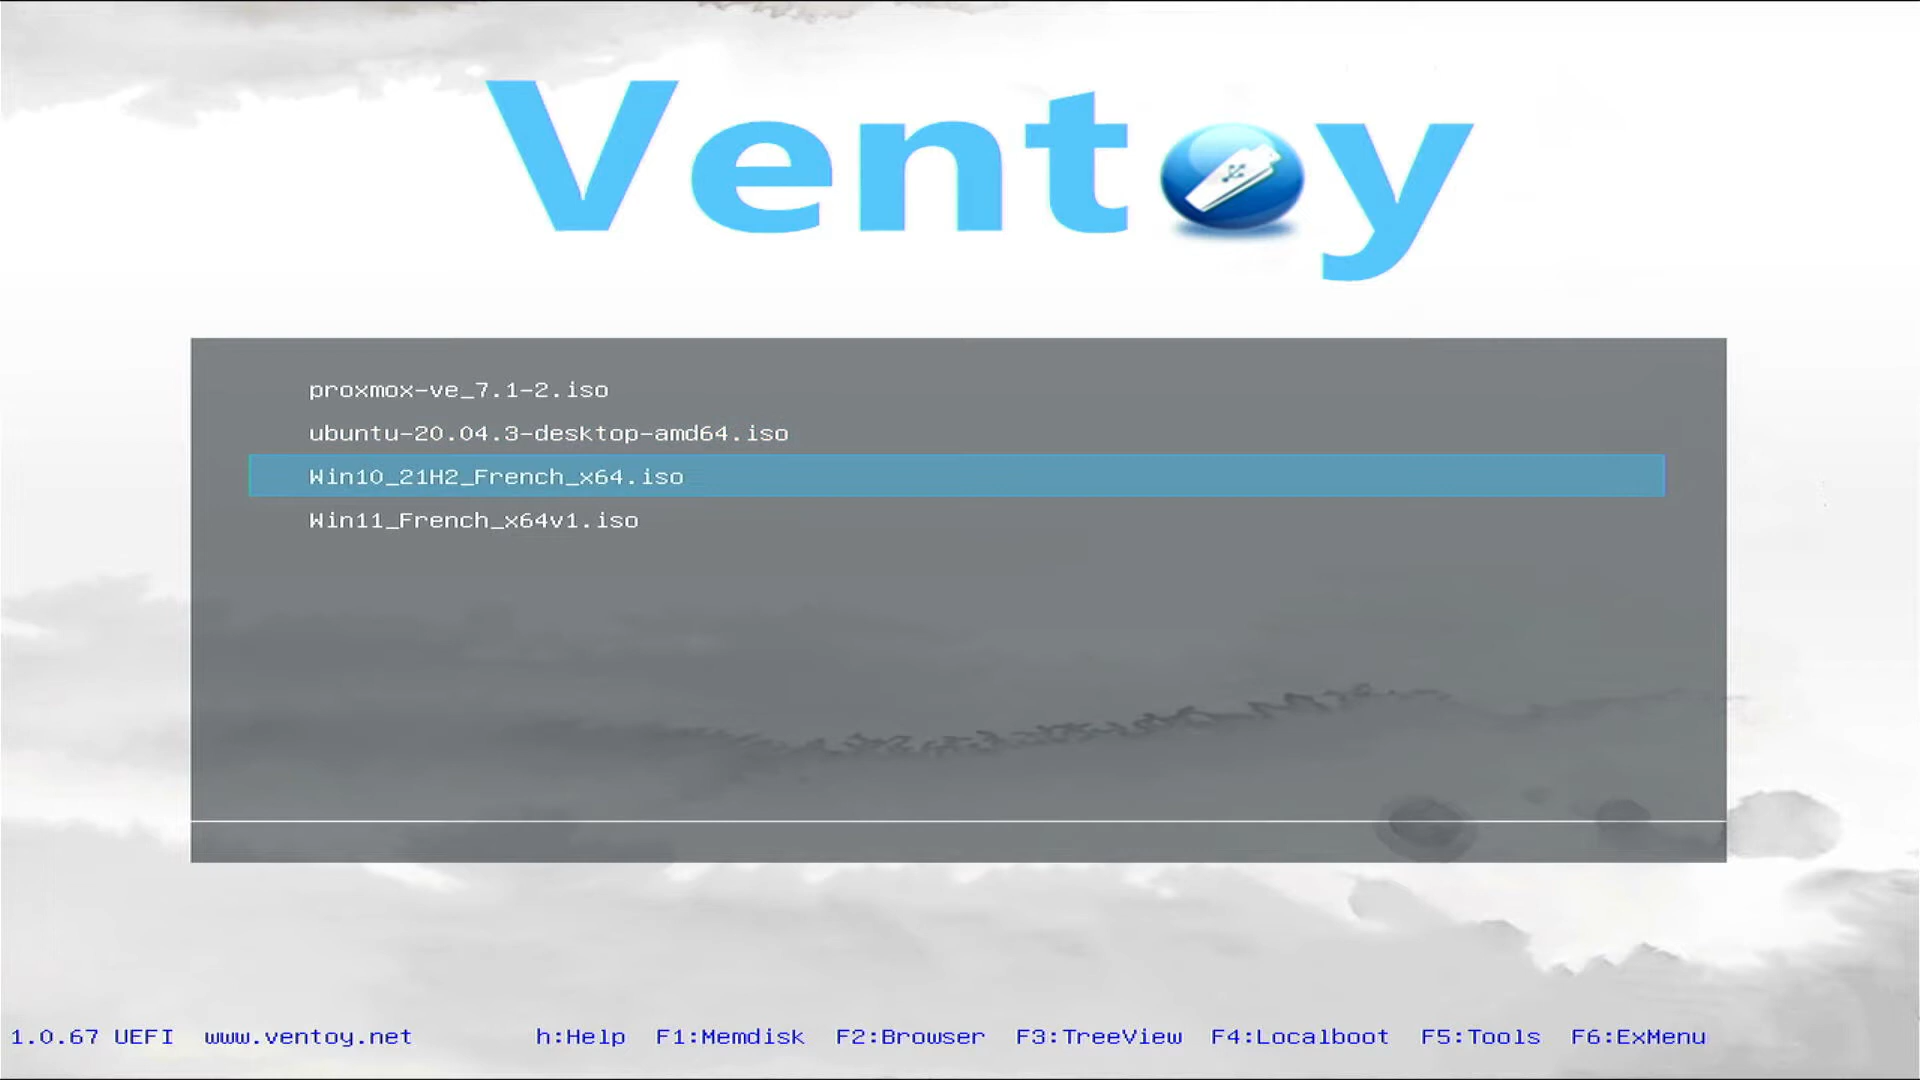 Ventoy
proxmox-ve_7.1-2.iso
ubuntu-20.04.3-desktop-amd64.iso
Win10_21H2_French_x64.iso
Win11_French_x64v1.iso
1.0.67 UEFI www.ventoy.net h:Help F1:Memdisk F2:Browser F3:TreeView F4:Localboot F5:Tools F6:ExMenu